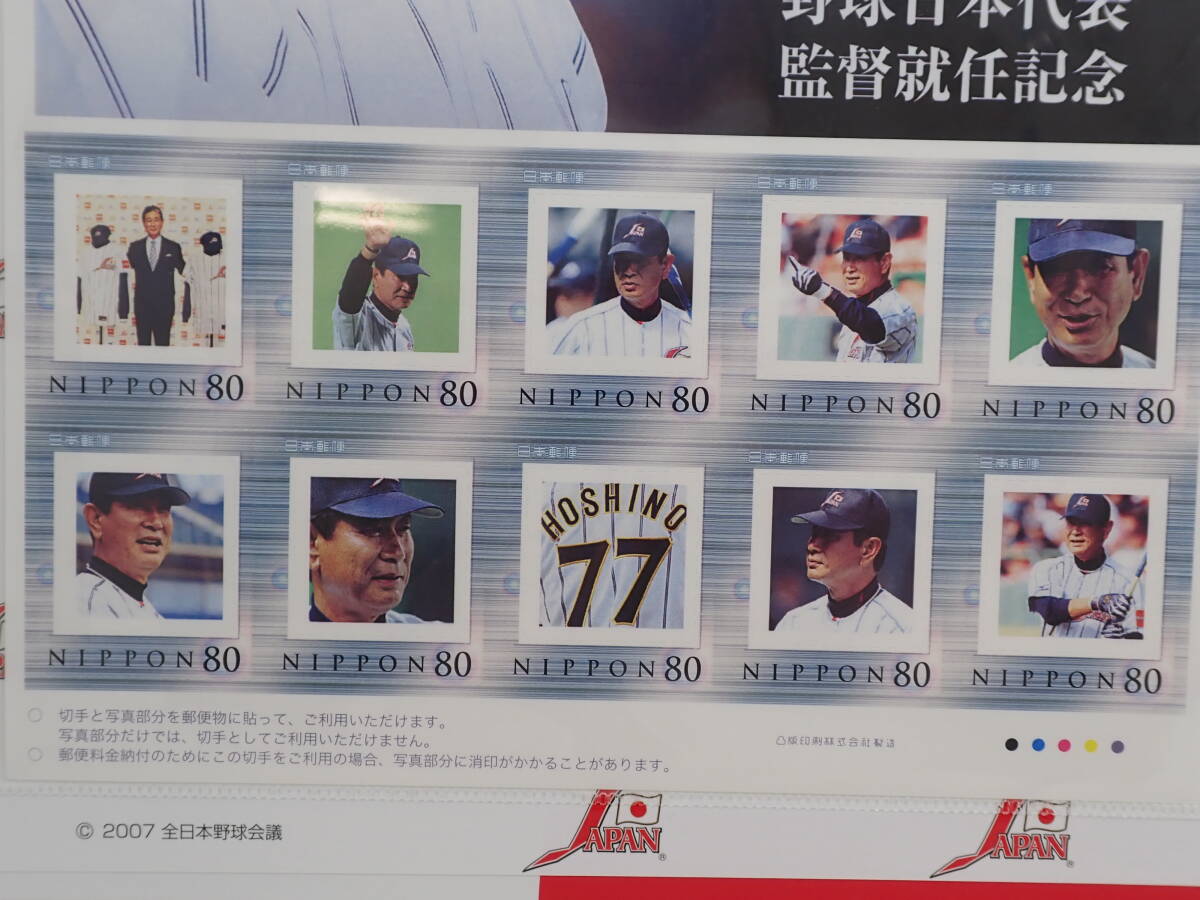 野球日本代表
監督就任記念
日本郵便 日本郵便 日本郵便 日本郵便 日本郵便
JAPAN
NIPPON 80 NIPPON 80 NIPPON 80 NIPPON 80 NIPPON 80
日本郵便 日本郵便 日本郵便 日本郵便 日本郵便
HOSHINO
77
NIPPON 80 NIPPON 80 NIPPON 80 NIPPON 80 NIPPON 80
○ 切手と写真部分を郵便物に貼って、ご利用いただけます。
写真部分だけでは、切手としてご利用いただけません。
○ 郵便料金納付のためにこの切手をご利用の場合、写真部分に消印がかかることがあります。
凸版印刷株式会社製造
© 2007 全日本野球会議
JAPAN® JAPAN®